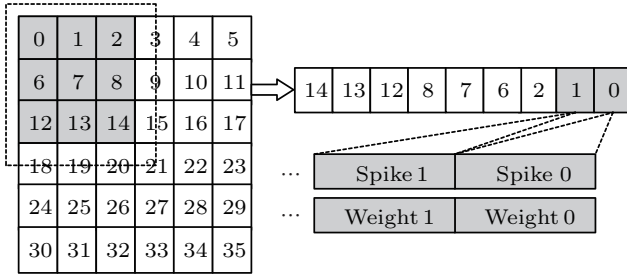 0 1 2 3 4 5
6 7 8 9 10 11
12 13 14 15 16 17
18 19 20 21 22 23
24 25 26 27 28 29
30 31 32 33 34 35
14 13 12 8 7 6 2 1 0
... Spike 1 Spike 0
... Weight 1 Weight 0